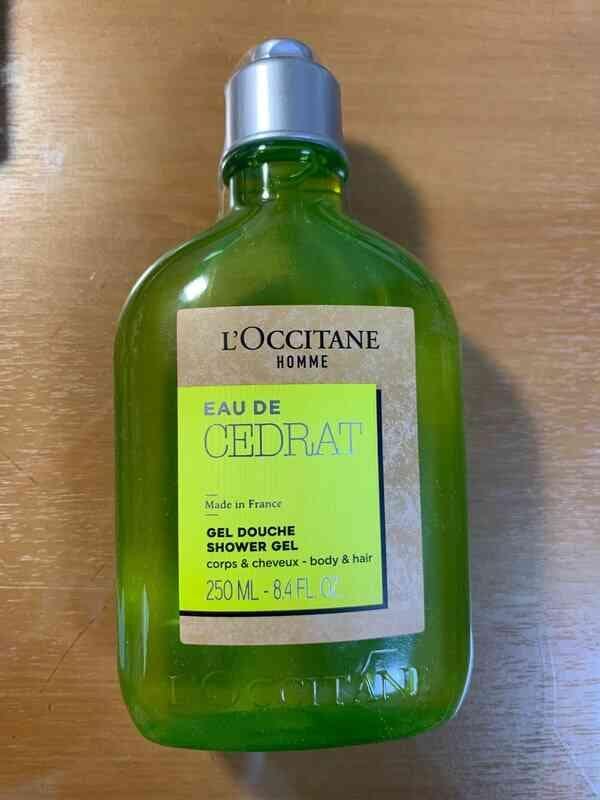 L'OCCITANE
HOMME
EAU DE
CEDRAT
Made in France
GEL DOUCHE
SHOWER GEL
corps & cheveux - body & hair
250 ML - 8.4 FL. OZ.
L'OCCITANE